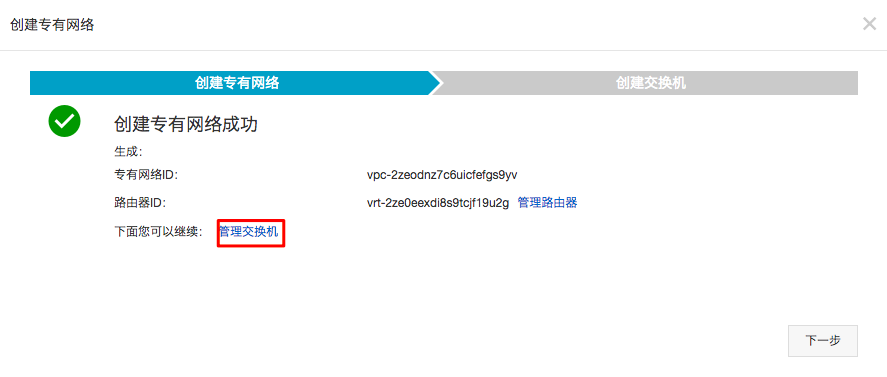 创建专有网络
创建专有网络 创建交换机
创建专有网络成功
生成：
专有网络ID： vpc-2zeodnz7c6uicfefgs9yv
路由器ID： vrt-2ze0eexdi8s9tcjf19u2g 管理路由器
下面您可以继续： 管理交换机
下一步